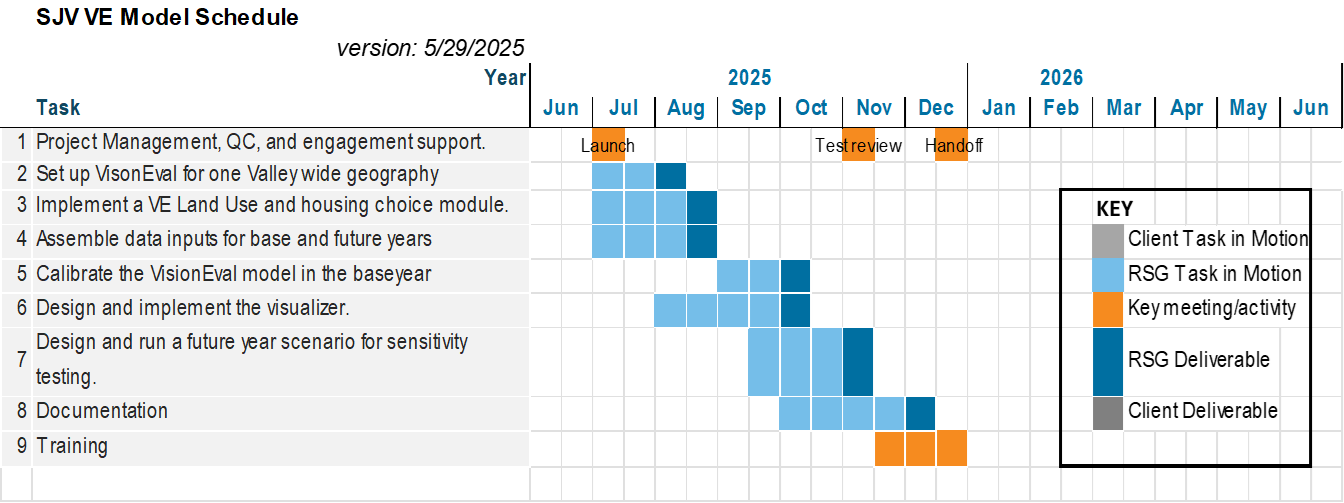 SJV VE Model Schedule
version: 5/29/2025
Year 2025 2026
Task Jun Jul Aug Sep Oct Nov Dec Jan Feb Mar Apr May Jun
1 Project Management, QC, and engagement support. Launch Test review Handoff
2 Set up VisonEval for one Valley wide geography
3 Implement a VE Land Use and housing choice module.
4 Assemble data inputs for base and future years
5 Calibrate the VisionEval model in the baseyear
6 Design and implement the visualizer.
7 Design and run a future year scenario for sensitivity
testing.
8 Documentation
9 Training
KEY
Client Task in Motion
RSG Task in Motion
Key meeting/activity
RSG Deliverable
Client Deliverable